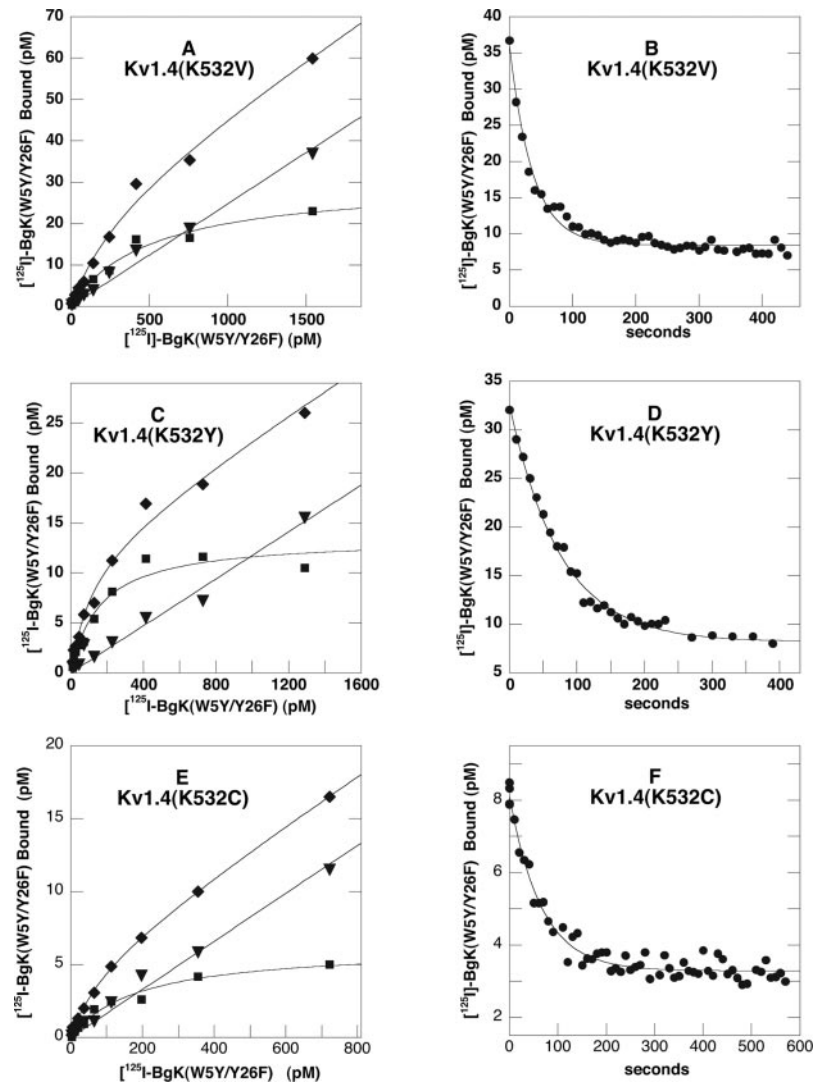 A
Kv1.4(K532V)
[125I]-BgK(W5Y/Y26F) Bound (pM)
70
60
50
40
30
20
10
0
0 500 1000 1500
[125I]-BgK(W5Y/Y26F) (pM)
B
Kv1.4(K532V)
[125I]-BgK(W5Y/Y26F) Bound (pM)
40
35
30
25
20
15
10
5
0
0 100 200 300 400
seconds
C
Kv1.4(K532Y)
[125I-BgK(W5Y/Y26F) Bound (pM)
25
20
15
10
5
0
0 400 800 1200 1600
[125I-BgK(W5Y/Y26F) (pM)
D
Kv1.4(K532Y)
[125I]-BgK(W5Y/Y26F) Bound (pM)
35
30
25
20
15
10
5
0 100 200 300 400
seconds
E
Kv1.4(K532C)
[125I-BgK(W5Y/Y26F) Bound (pM)
20
15
10
5
0
0 200 400 600 800
[125I-BgK(W5Y/Y26F) (pM)
F
Kv1.4(K532C)
[125I]-BgK(W5Y/Y26F) Bound (pM)
8
6
4
2
0 100 200 300 400 500 600
seconds